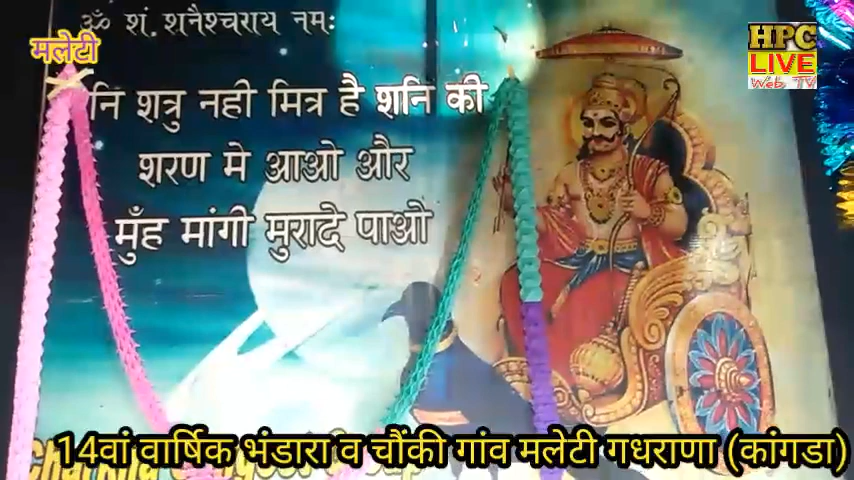 ॐ शं. शनैश्चराय नमः
मलेटी
HPC
LIVE
Web TV
नि शत्रु नही मित्र है शनि की
शरण मे आओ और
मुँह मांगी मुरादे पाओ
14वां वार्षिक भंडारा व चौंकी गांव मलेटी गधराणा (कांगडा)